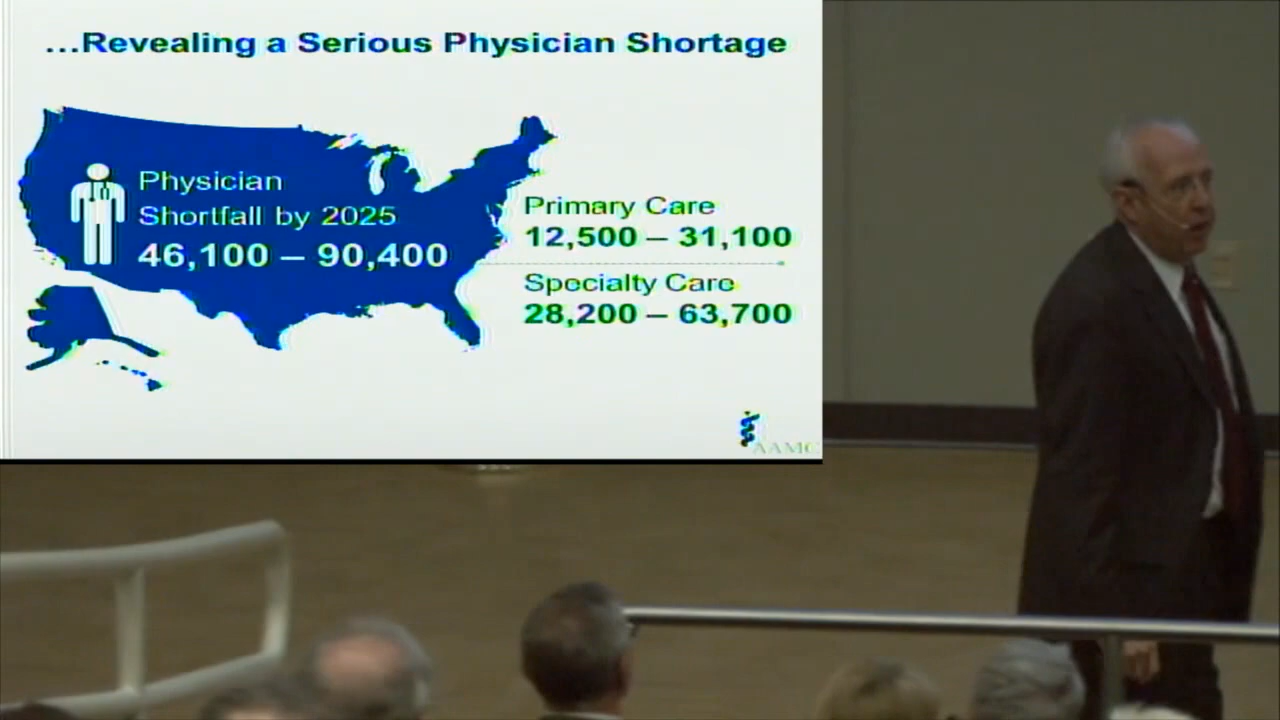 ...Revealing a Serious Physician Shortage
Physician
Shortfall by 2025
46,100 – 90,400
Primary Care
12,500 – 31,100
Specialty Care
28,200 – 63,700
AAMC